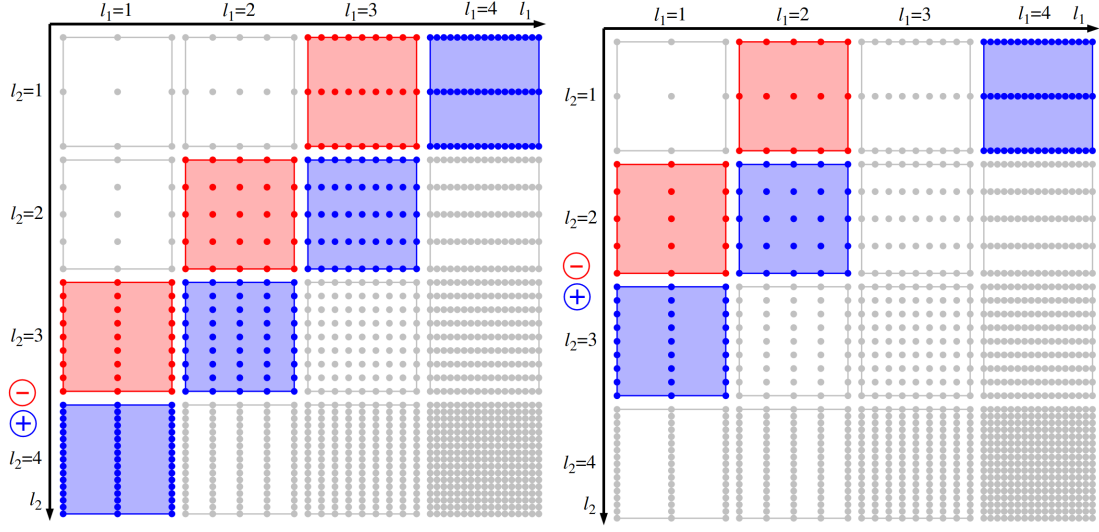 l₁=1 l₁=2 l₁=3 l₁=4 l₁
l₂=1
l₂=2
l₂=3
−
+
l₂=4
l₂
l₁=1 l₁=2 l₁=3 l₁=4 l₁
l₂=1
l₂=2
−
+
l₂=3
l₂=4
l₂